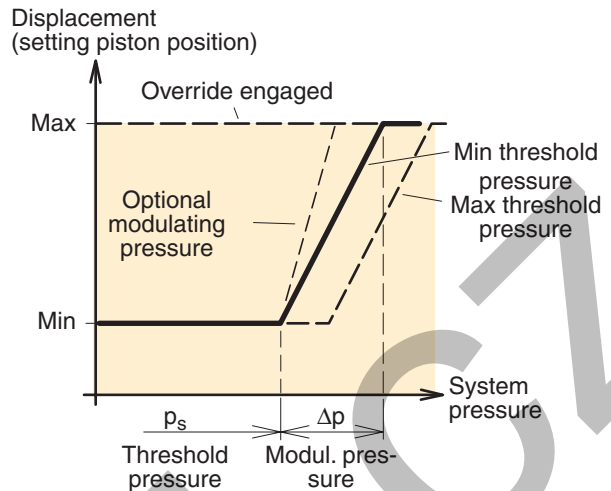 Displacement
(setting piston position)
Override engaged
Max
Min threshold
pressure
Max threshold
pressure
Optional
modulating
pressure
Min
System
pressure
ps
Δp
Threshold
pressure
Modul. pres-
sure